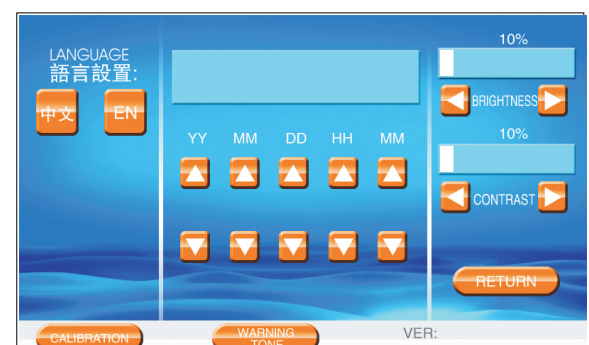 LANGUAGE
語言設置:
中文 EN
YY MM DD HH MM
10%
BRIGHTNESS
10%
CONTRAST
RETURN
CALIBRATION
WARNING
TONE
VER: